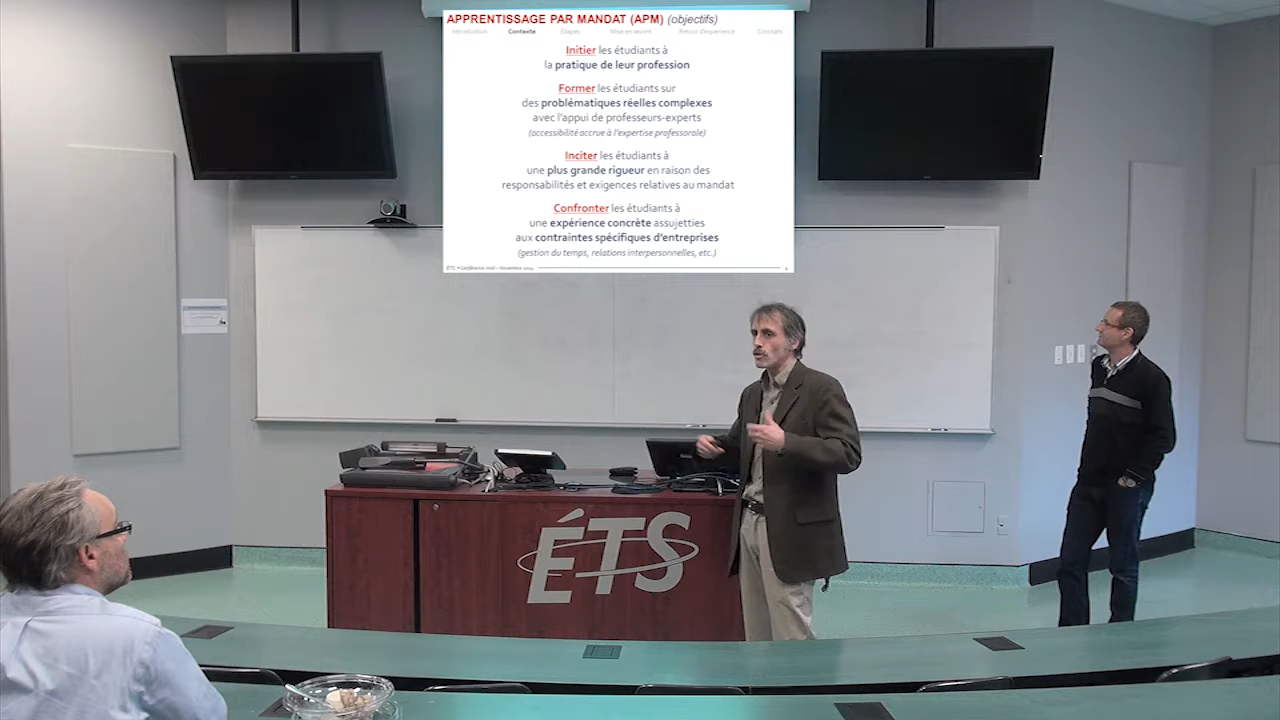 APPRENTISSAGE PAR MANDAT (APM) (objectifs)
Introduction Contexte Étapes Mise en œuvre Retour d'expérience Constats
Initier les étudiants à
la pratique de leur profession
Former les étudiants sur
des problématiques réelles complexes
avec l'appui de professeurs-experts
(accessibilité accrue à l'expertise professorale)
Inciter les étudiants à
une plus grande rigueur en raison des
responsabilités et exigences relatives au mandat
Confronter les étudiants à
une expérience concrète assujetties
aux contraintes spécifiques d'entreprises
(gestion du temps, relations interpersonnelles, etc.)
ÉTS